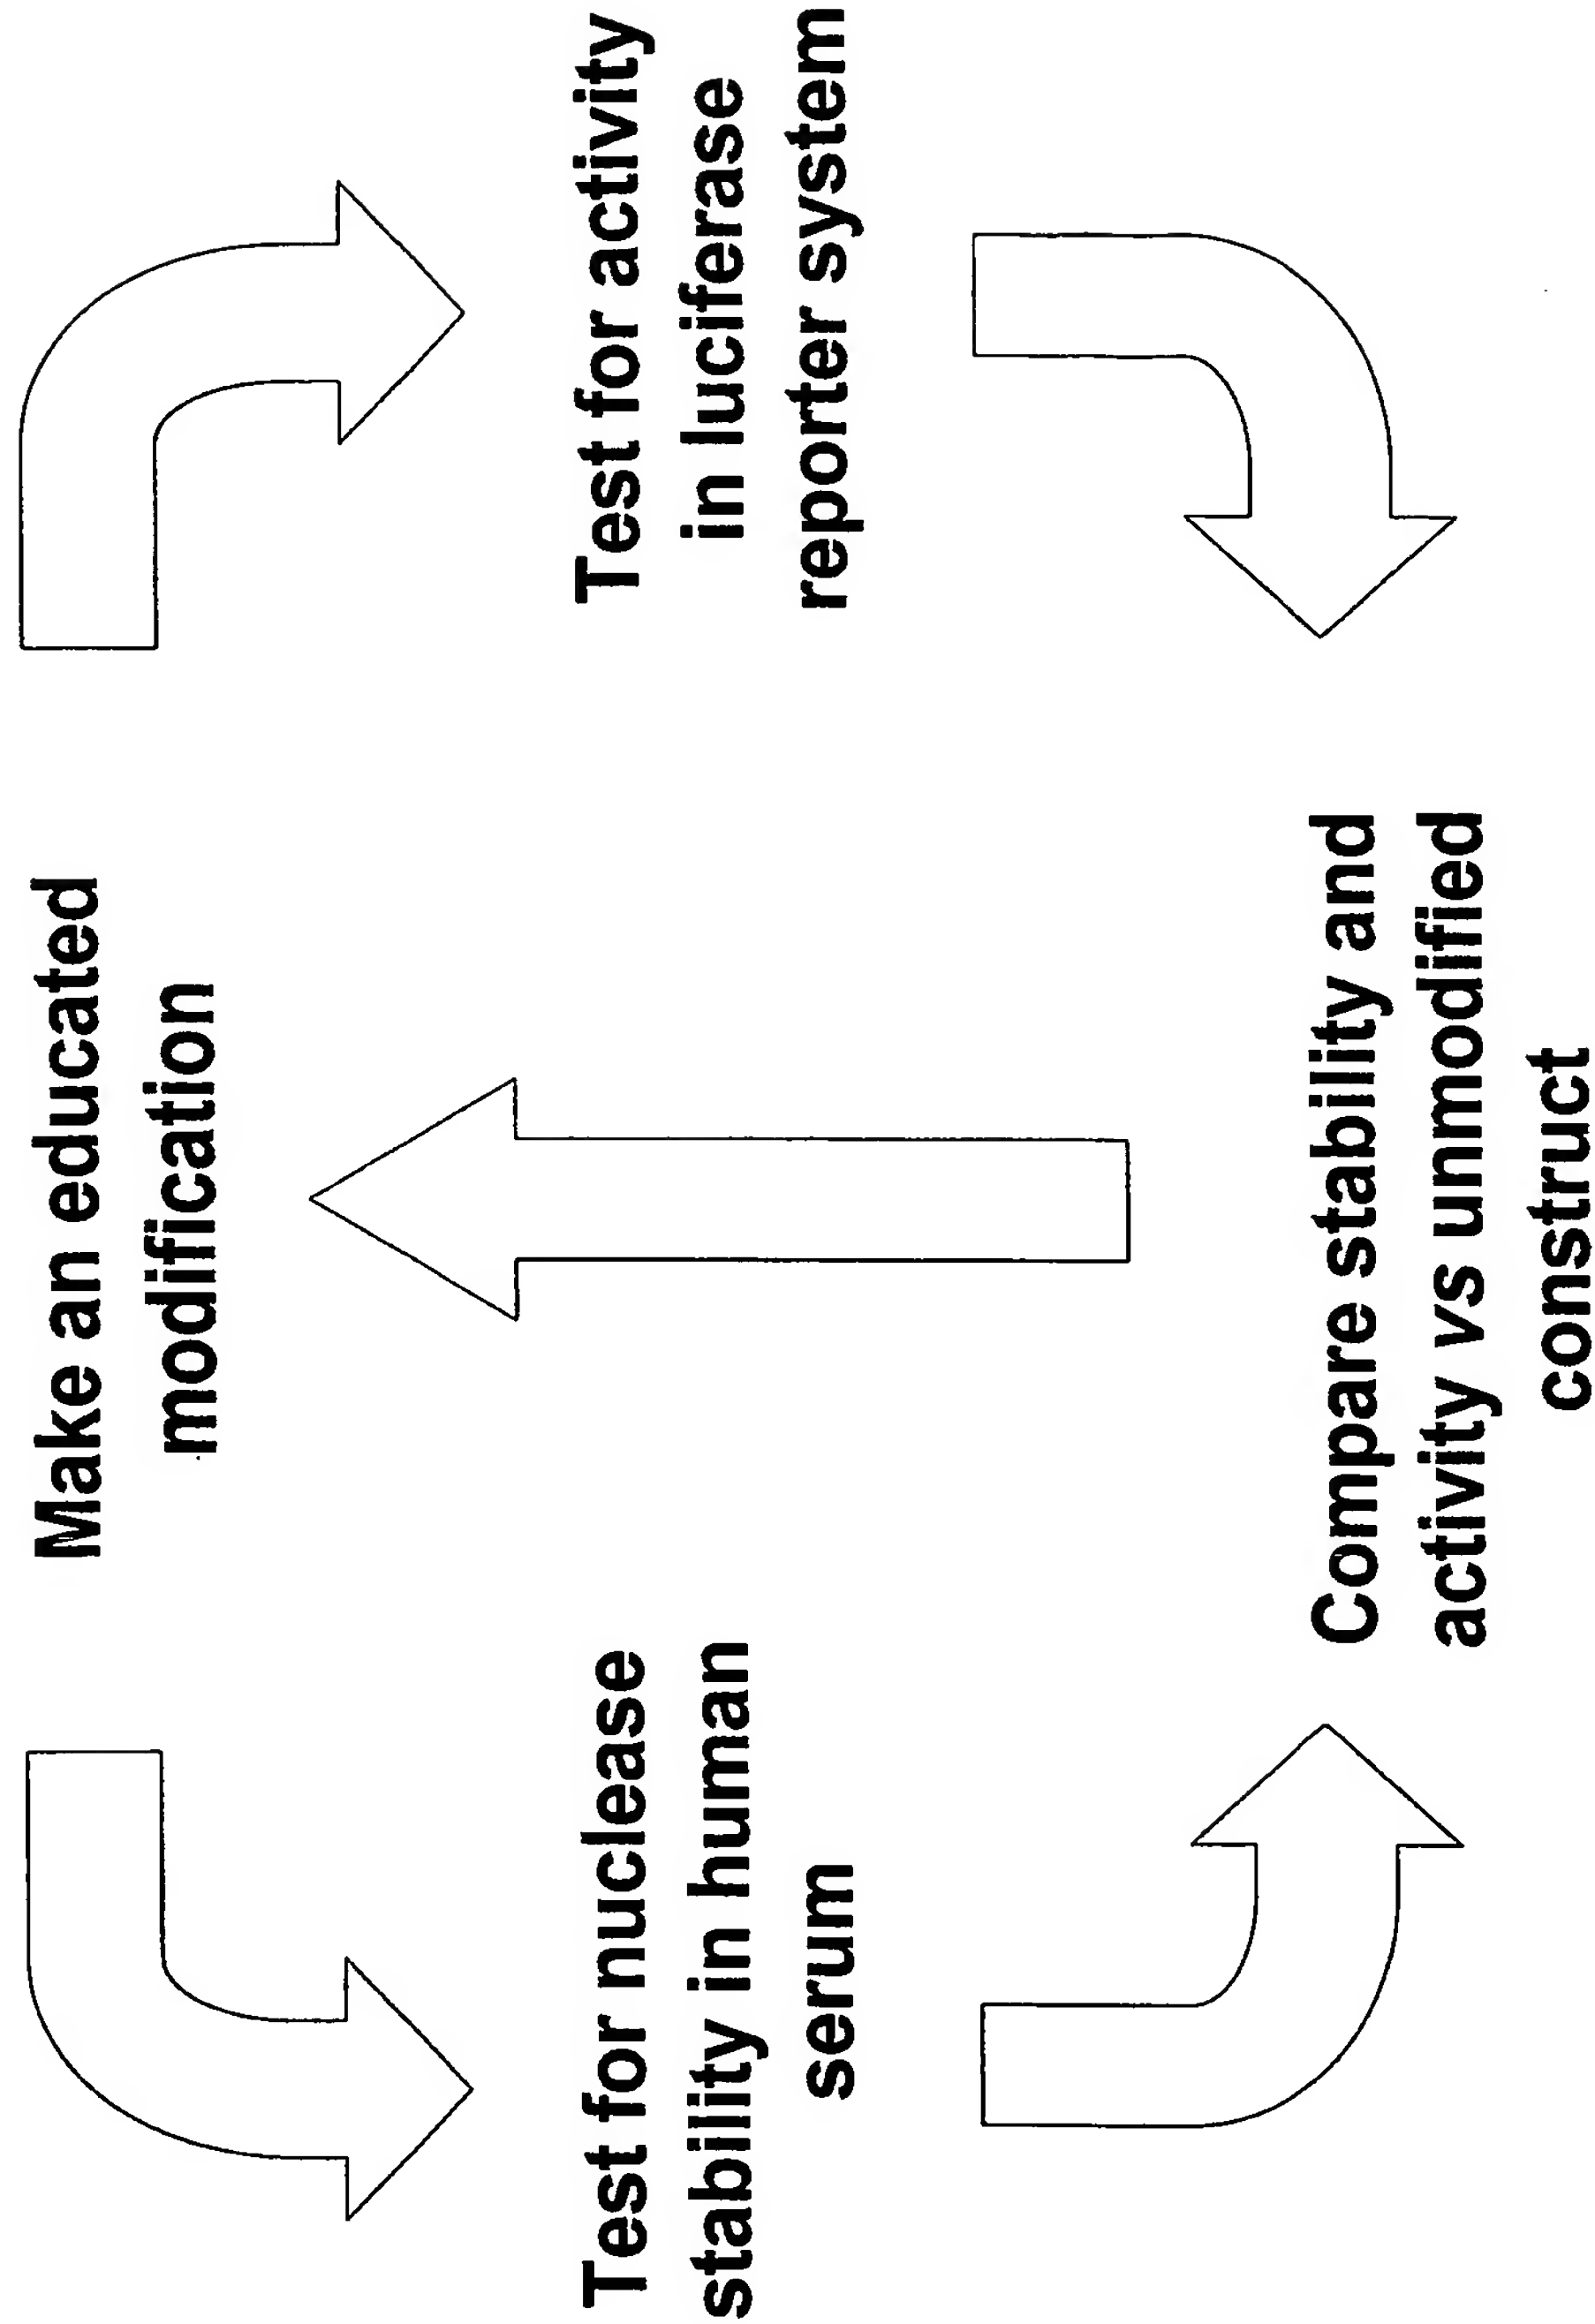 Make an educated
modification
Test for nuclease
stability in human
serum
Test for activity
in luciferase
reporter system
Compare stability and
activity vs unmodified
construct